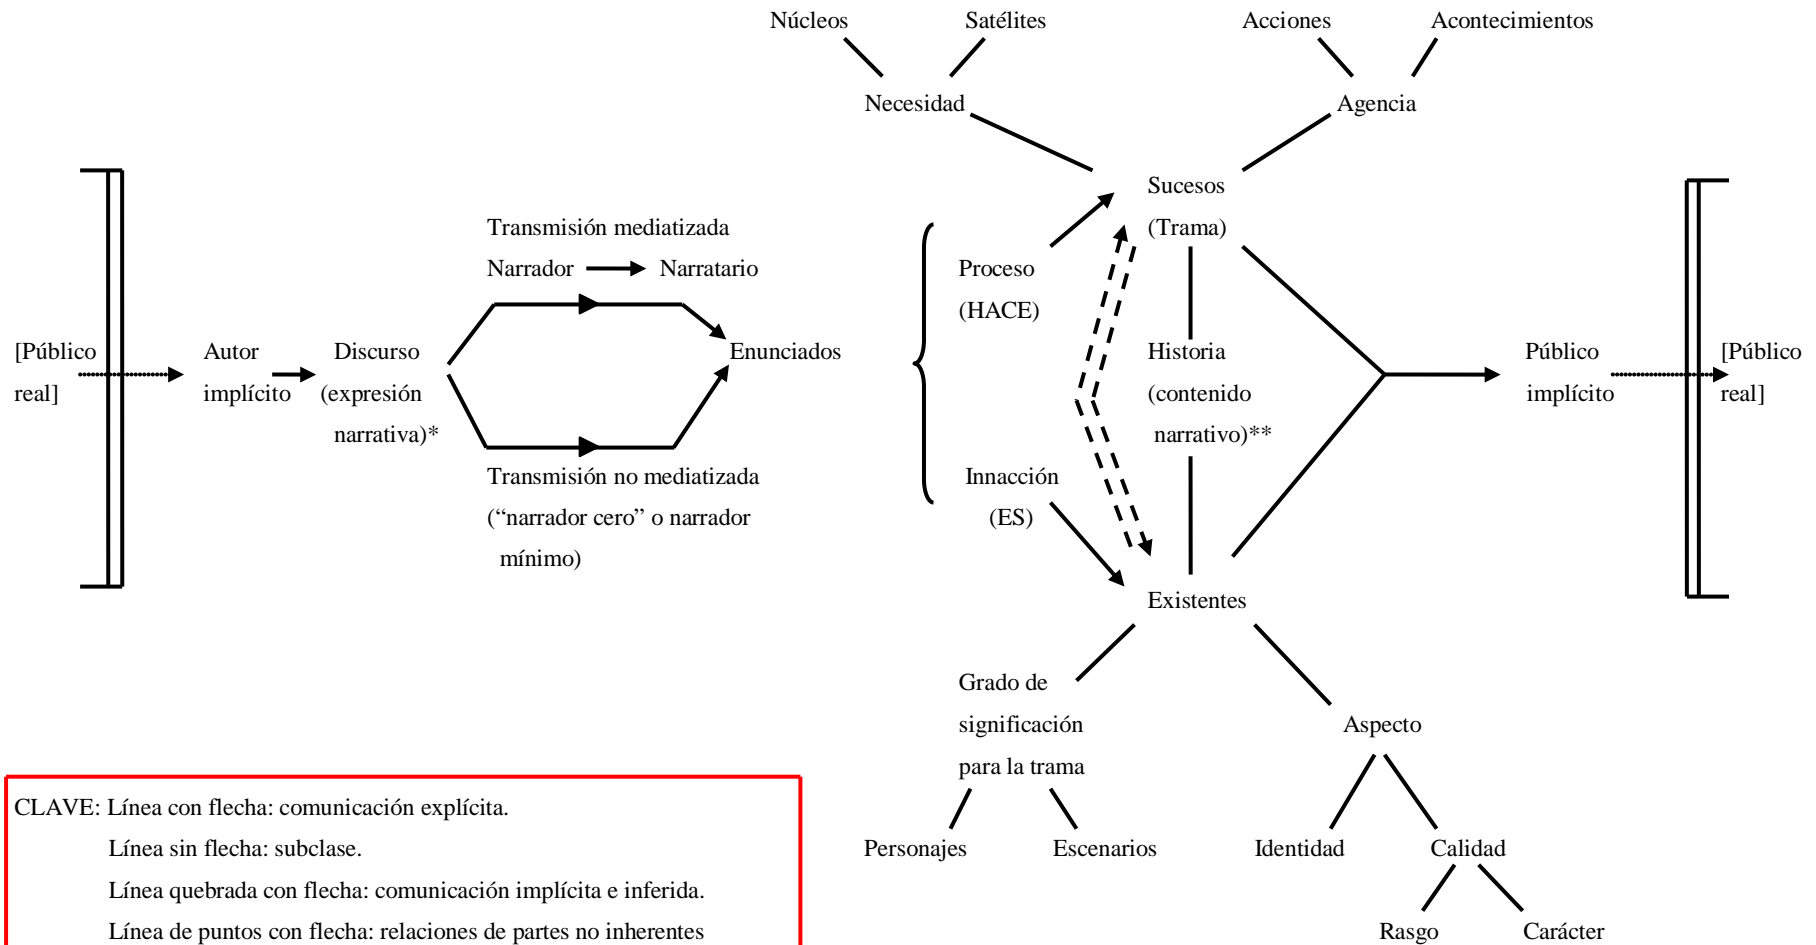 Núcleos
Satélites
Acciones
Acontecimientos
Necesidad
Agencia
Sucesos
(Trama)
Transmisión mediatizada
Narrador
Narratario
Proceso
(HACE)
[Público
real]
Autor
implícito
Discurso
(expresión
narrativa)*
Enunciados
Historia
(contenido
narrativo)**
Público
implícito
[Público
real]
Transmisión no mediatizada
(“narrador cero” o narrador
mínimo)
Innacción
(ES)
Existentes
Grado de
significación
para la trama
Aspecto
Personajes
Escenarios
Identidad
Calidad
Rasgo
Carácter
CLAVE: Línea con flecha: comunicación explícita.
Línea sin flecha: subclase.
Línea quebrada con flecha: comunicación implícita e inferida.
Línea de puntos con flecha: relaciones de partes no inherentes